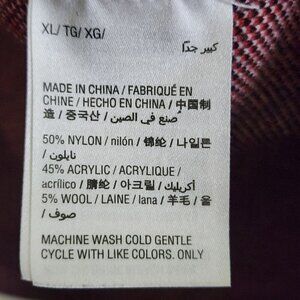 XL/ TG/ XG/
كبير جدًا
MADE IN CHINA / FABRIQUÉ EN
CHINE / HECHO EN CHINA / 中国制
造 / 중국산 / صنع في الصين
50% NYLON / nilón / 锦纶 / 나일론
/ نايلون
45% ACRYLIC / ACRYLIQUE /
acrílico / 腈纶 / 아크릴 / أكريليك
5% WOOL / LAINE / lana / 羊毛 / 울
/ صوف
MACHINE WASH COLD GENTLE
CYCLE WITH LIKE COLORS. ONLY